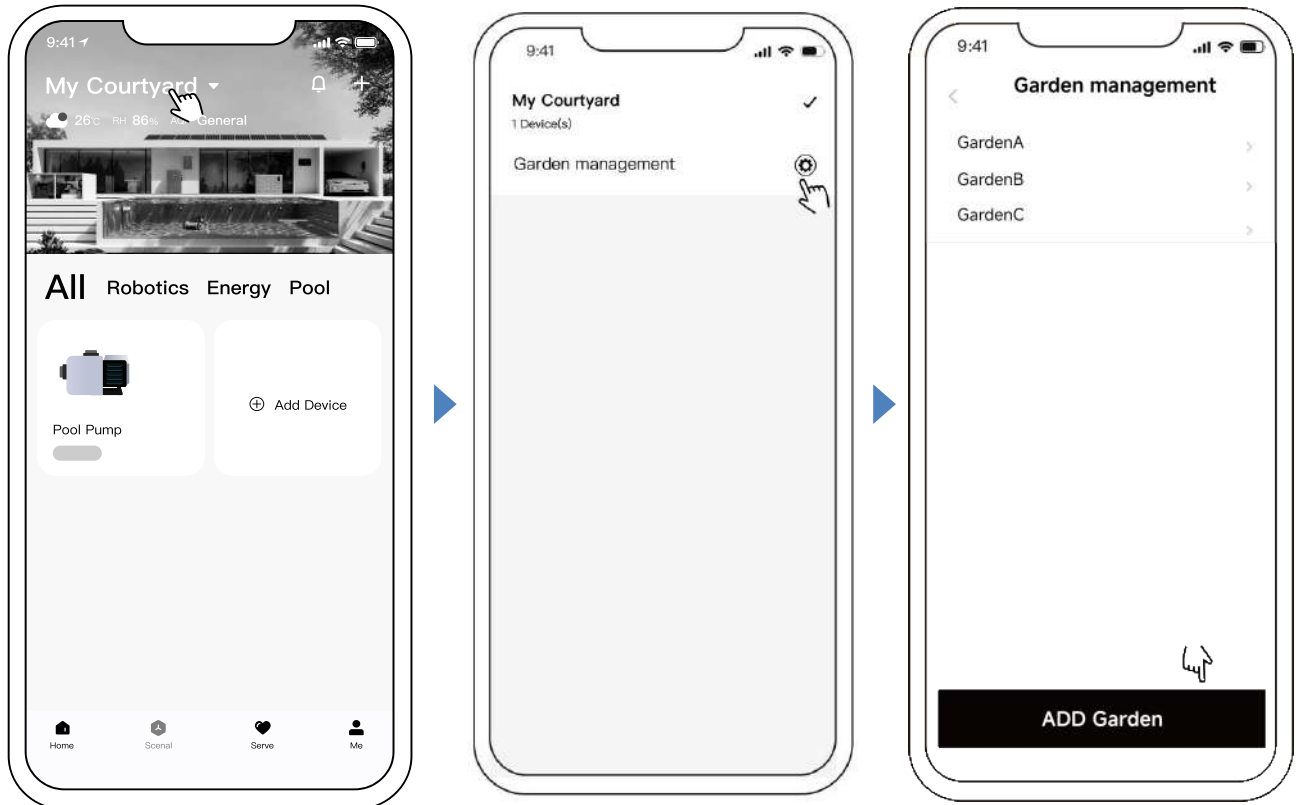 9:41
My Courtyard
26°C RH 86% General
All Robotics Energy Pool
Pool Pump
Add Device
Home Scenal Serve Me
9:41
My Courtyard
1 Device(s)
Garden management
9:41
Garden management
GardenA
GardenB
GardenC
ADD Garden